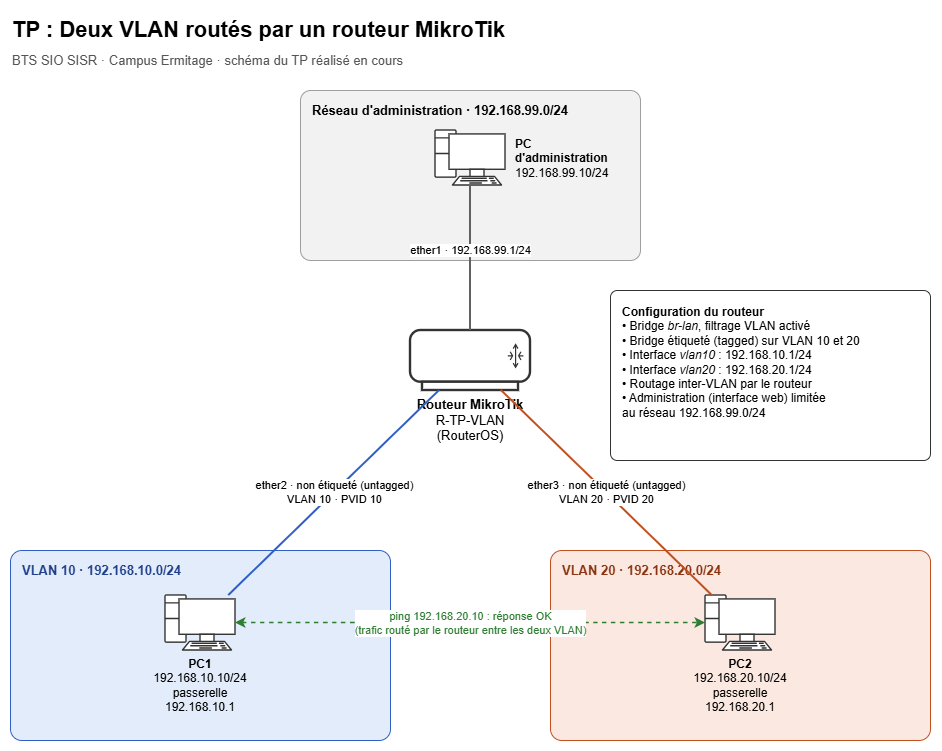 TP : Deux VLAN routés par un routeur MikroTik
BTS SIO SISR · Campus Ermitage · schéma du TP réalisé en cours
Réseau d'administration · 192.168.99.0/24
PC
d'administration
192.168.99.10/24
ether1 · 192.168.99.1/24
Configuration du routeur
• Bridge br-lan, filtrage VLAN activé
• Bridge étiqueté (tagged) sur VLAN 10 et 20
• Interface vlan10 : 192.168.10.1/24
• Interface vlan20 : 192.168.20.1/24
• Routage inter-VLAN par le routeur
• Administration (interface web) limitée
au réseau 192.168.99.0/24
Routeur MikroTik
R-TP-VLAN
(RouterOS)
ether2 · non étiqueté (untagged)
VLAN 10 · PVID 10
ether3 · non étiqueté (untagged)
VLAN 20 · PVID 20
VLAN 10 · 192.168.10.0/24
VLAN 20 · 192.168.20.0/24
ping 192.168.20.10 : réponse OK
(trafic routé par le routeur entre les deux VLAN)
PC1
192.168.10.10/24
passerelle
192.168.10.1
PC2
192.168.20.10/24
passerelle
192.168.20.1